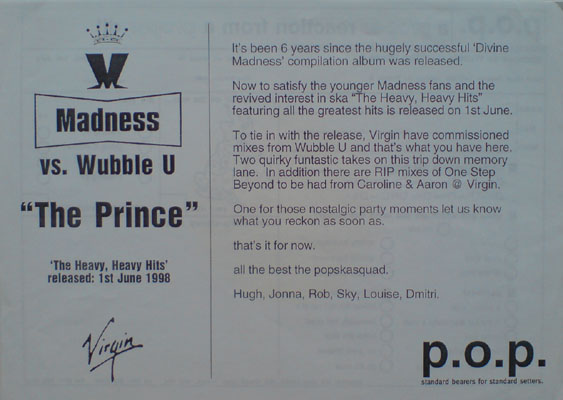 Madness
vs. Wubble U
"The Prince"
'The Heavy, Heavy Hits'
released: 1st June 1998
Virgin
It's been 6 years since the hugely successful 'Divine
Madness' compilation album was released.
Now to satisfy the younger Madness fans and the
revived interest in ska "The Heavy, Heavy Hits"
featuring all the greatest hits is released on 1st June.
To tie in with the release, Virgin have commissioned
mixes from Wubble U and that's what you have here.
Two quirky funtastic takes on this trip down memory
lane. In addition there are RIP mixes of One Step
Beyond to be had from Caroline & Aaron @ Virgin.
One for those nostalgic party moments let us know
what you reckon as soon as.
that's it for now.
all the best the popskasquad.
Hugh, Jonna, Rob, Sky, Louise, Dmitri.
p.o.p.
standard bearers for standard setters.